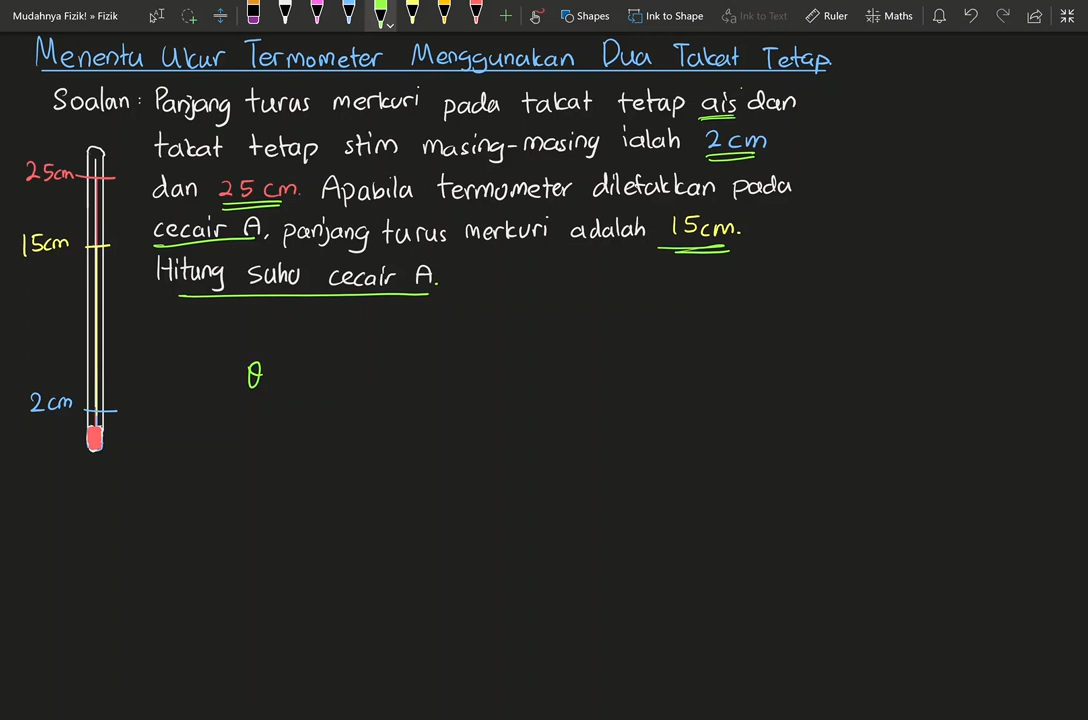 Mudahnya Fizik! » Fizik
Shapes
Ink to Shape
Ink to Text
Ruler
Maths
Menentu Ukur Termometer Menggunakan Dua Takat Tetap.
Soalan: Panjang turus merkuri pada takat tetap ais dan
takat tetap stim masing-masing ialah 2 cm
dan 25 cm. Apabila termometer diletakkan pada
cecair A, panjang turus merkuri adalah 15cm.
Hitung suhu cecair A.
25cm
15cm
2cm
θ